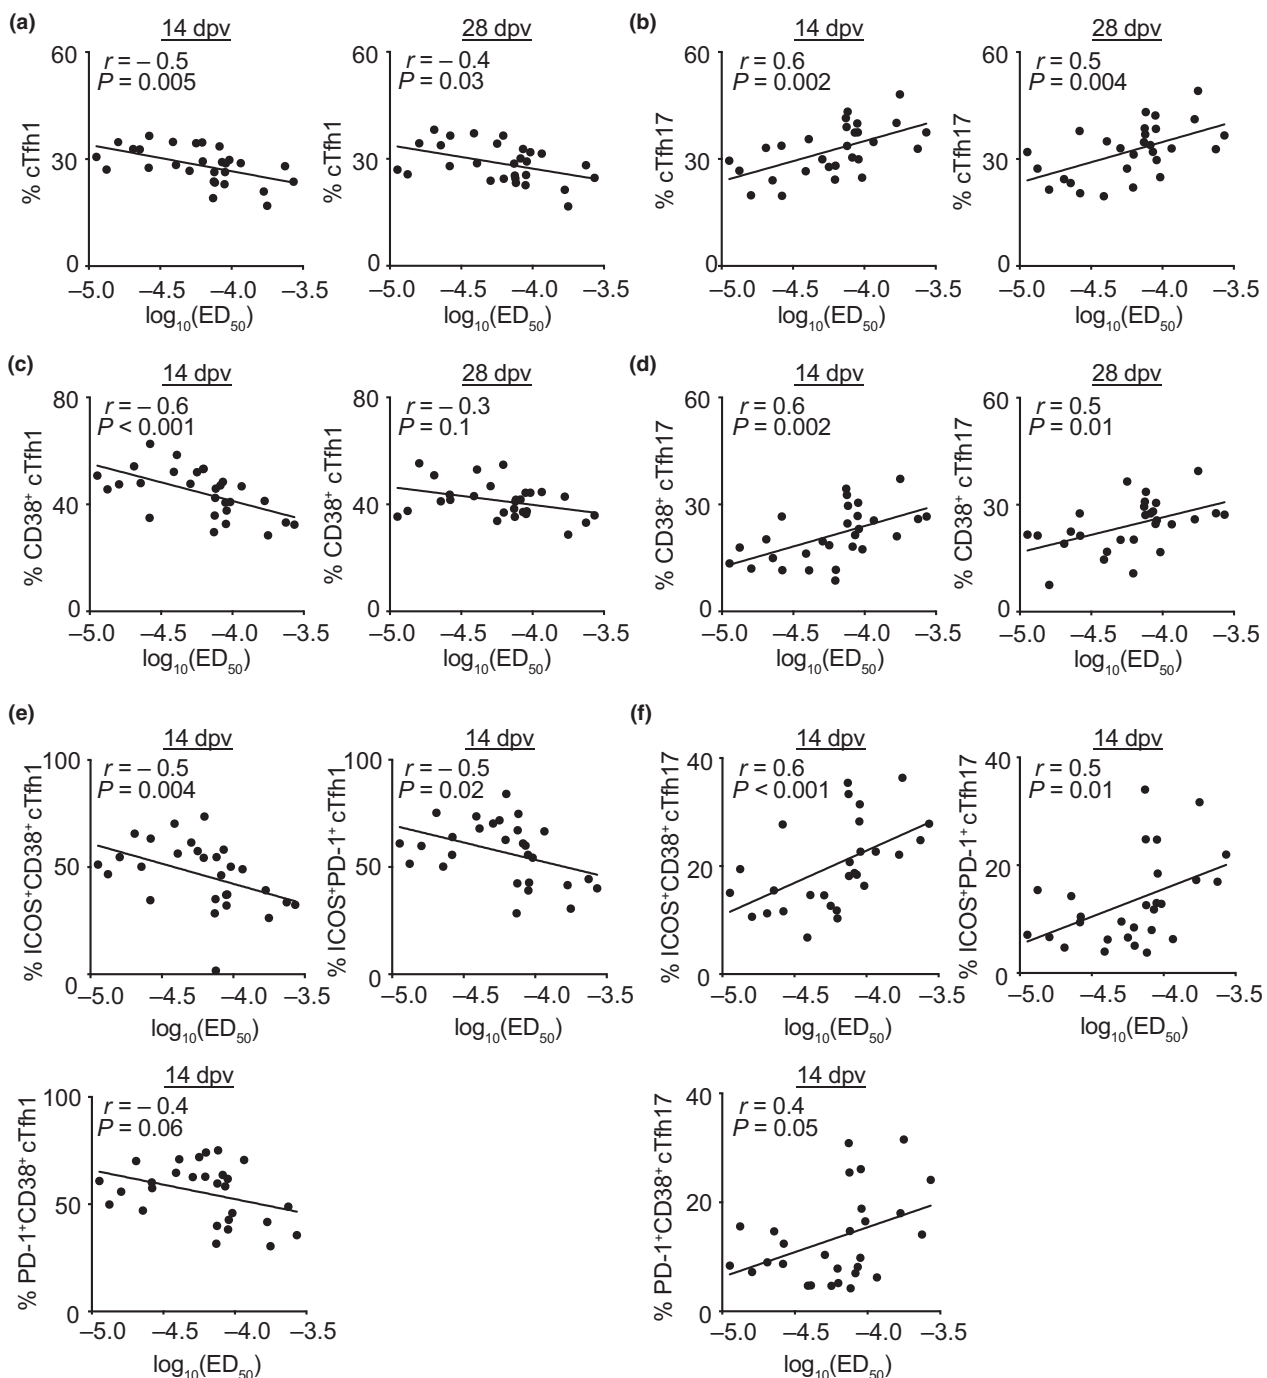 (a)
14 dpv
r = – 0.5
P = 0.005
% cTfh1
60
30
0
–5.0 –4.5 –4.0 –3.5
log10(ED50)
28 dpv
r = – 0.4
P = 0.03
% cTfh1
60
30
0
–5.0 –4.5 –4.0 –3.5
log10(ED50)
(b)
14 dpv
r = 0.6
P = 0.002
% cTfh17
60
30
0
–5.0 –4.5 –4.0 –3.5
log10(ED50)
28 dpv
r = 0.5
P = 0.004
% cTfh17
60
30
0
–5.0 –4.5 –4.0 –3.5
log10(ED50)
(c)
14 dpv
r = – 0.6
P < 0.001
% CD38+ cTfh1
80
40
0
–5.0 –4.5 –4.0 –3.5
log10(ED50)
28 dpv
r = – 0.3
P = 0.1
% CD38+ cTfh1
80
40
0
–5.0 –4.5 –4.0 –3.5
log10(ED50)
(d)
14 dpv
r = 0.6
P = 0.002
% CD38+ cTfh17
60
30
0
–5.0 –4.5 –4.0 –3.5
log10(ED50)
28 dpv
r = 0.5
P = 0.01
% CD38+ cTfh17
60
30
0
–5.0 –4.5 –4.0 –3.5
log10(ED50)
(e)
14 dpv
r = – 0.5
P = 0.004
% ICOS+CD38+ cTfh1
100
50
0
–5.0 –4.5 –4.0 –3.5
log10(ED50)
14 dpv
r = – 0.5
P = 0.02
% ICOS+PD-1+ cTfh1
100
50
0
–5.0 –4.5 –4.0 –3.5
log10(ED50)
14 dpv
r = – 0.4
P = 0.06
% PD-1+CD38+ cTfh1
100
50
0
–5.0 –4.5 –4.0 –3.5
log10(ED50)
(f)
14 dpv
r = 0.6
P < 0.001
% ICOS+CD38+ cTfh17
40
20
0
–5.0 –4.5 –4.0 –3.5
log10(ED50)
14 dpv
r = 0.5
P = 0.01
% ICOS+PD-1+ cTfh17
40
20
0
–5.0 –4.5 –4.0 –3.5
log10(ED50)
14 dpv
r = 0.4
P = 0.05
% PD-1+CD38+ cTfh17
40
20
0
–5.0 –4.5 –4.0 –3.5
log10(ED50)